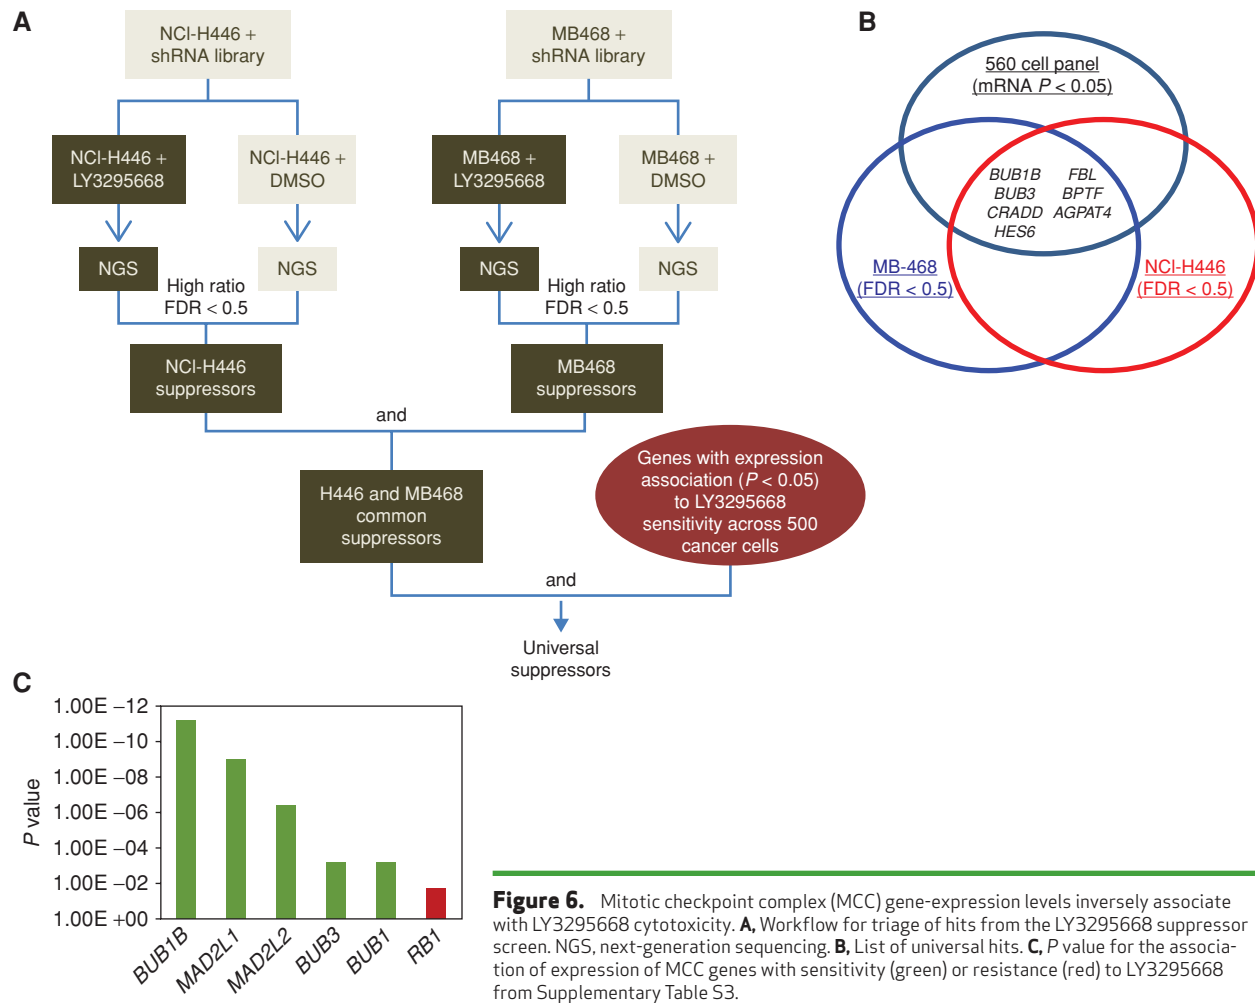 A
NCI-H446 +
shRNA library
MB468 +
shRNA library
NCI-H446 +
LY3295668
NCI-H446 +
DMSO
MB468 +
LY3295668
MB468 +
DMSO
NGS
NGS
NGS
NGS
High ratio
FDR < 0.5
High ratio
FDR < 0.5
NCI-H446
suppressors
MB468
suppressors
and
H446 and MB468
common
suppressors
Genes with expression
association (P < 0.05)
to LY3295668
sensitivity across 500
cancer cells
and
Universal
suppressors
B
560 cell panel
(mRNA P < 0.05)
BUB1B FBL
BUB3 BPTF
CRADD AGPAT4
HES6
MB-468
(FDR < 0.5)
NCI-H446
(FDR < 0.5)
C
P value
1.00E –12
1.00E –10
1.00E –08
1.00E –06
1.00E –04
1.00E –02
1.00E +00
BUB1B
MAD2L1
MAD2L2
BUB3
BUB1
RB1
Figure 6. Mitotic checkpoint complex (MCC) gene-expression levels inversely associate
with LY3295668 cytotoxicity. A, Workflow for triage of hits from the LY3295668 suppressor
screen. NGS, next-generation sequencing. B, List of universal hits. C, P value for the associa-
tion of expression of MCC genes with sensitivity (green) or resistance (red) to LY3295668
from Supplementary Table S3.